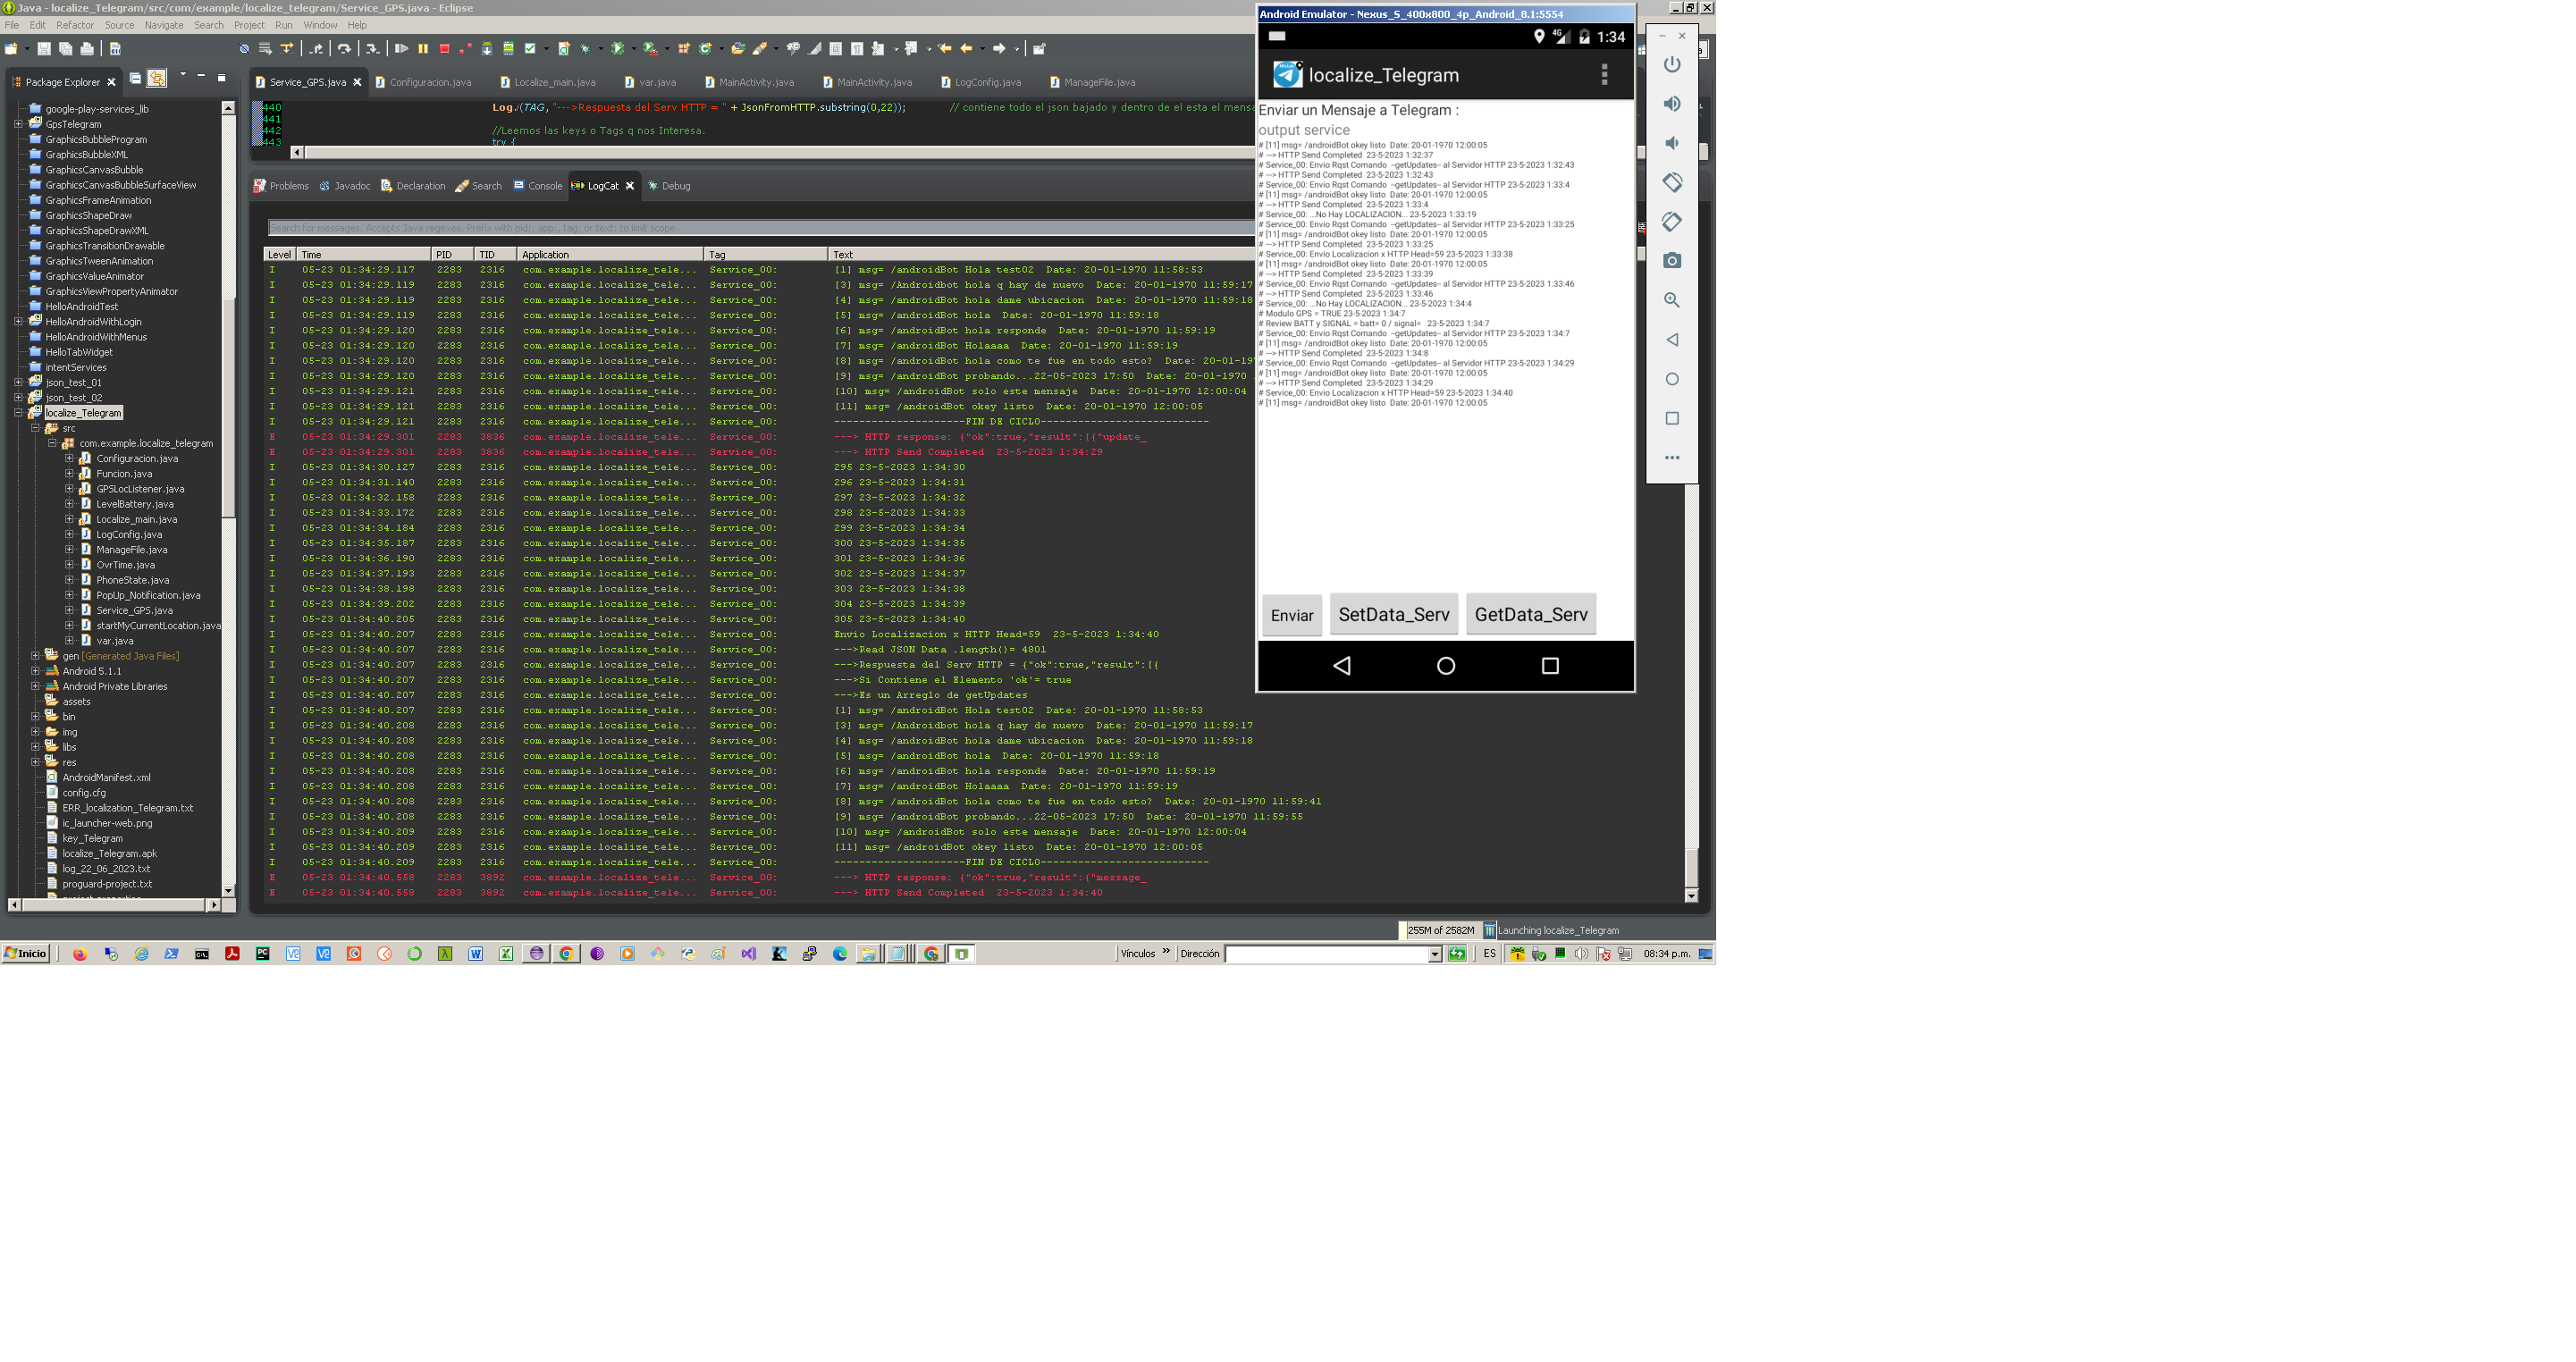 Java - localize_Telegram/src/com/example/localize_telegram/Service_GPS.java - Eclipse
File Edit Refactor Source Navigate Search Project Run Window Help
Package Explorer
google-play-services_lib
GpsTelegram
GraphicsBubbleProgram
GraphicsBubbleXML
GraphicsCanvasBubble
GraphicsCanvasBubbleSurfaceView
GraphicsFrameAnimation
GraphicsShapeDraw
GraphicsShapeDrawXML
GraphicsTransitionDrawable
GraphicsTweenAnimation
GraphicsValueAnimator
GraphicsViewPropertyAnimator
HelloAndroidTest
HelloAndroidWithLogin
HelloAndroidWithMenus
HelloTabWidget
intentServices
json_test_01
json_test_02
localize_Telegram
src
com.example.localize_telegram
Configuracion.java
Funcion.java
GPSLocListener.java
LevelBattery.java
Localize_main.java
LogConfig.java
ManageFile.java
OvrTime.java
PhoneState.java
PopUp_Notification.java
Service_GPS.java
startMyCurrentLocation.java
var.java
gen [Generated Java Files]
Android 5.1.1
Android Private Libraries
assets
bin
img
libs
res
AndroidManifest.xml
config.cfg
ERR_localization_Telegram.txt
ic_launcher-web.png
key_Telegram
localize_Telegram.apk
log_22_06_2023.txt
proguard-project.txt
Service_GPS.java Configuracion.java Localize_main.java var.java MainActivity.java MainActivity.java LogConfig.java ManageFile.java
440 Log.i(TAG, "--->Respuesta del Serv HTTP = " + JsonFromHTTP.substring(0,22)); // contiene todo el json bajado y dentro de el esta el mensa
441
442 //Leemos las keys o Tags q nos Interesa.
443 try {
Problems Javadoc Declaration Search Console LogCat Debug
Search for messages. Accepts Java regexes. Prefix with pid:, app:, tag: or text: to limit scope.
Level Time PID TID Application Tag Text
I 05-23 01:34:29.117 2283 2316 com.example.localize_tele... Service_00: [1] msg= /androidBot Hola test02 Date: 20-01-1970 11:58:53
I 05-23 01:34:29.119 2283 2316 com.example.localize_tele... Service_00: [3] msg= /Androidbot hola q hay de nuevo Date: 20-01-1970 11:59:17
I 05-23 01:34:29.119 2283 2316 com.example.localize_tele... Service_00: [4] msg= /androidBot hola dame ubicacion Date: 20-01-1970 11:59:18
I 05-23 01:34:29.119 2283 2316 com.example.localize_tele... Service_00: [5] msg= /androidBot hola Date: 20-01-1970 11:59:18
I 05-23 01:34:29.120 2283 2316 com.example.localize_tele... Service_00: [6] msg= /androidBot hola responde Date: 20-01-1970 11:59:19
I 05-23 01:34:29.120 2283 2316 com.example.localize_tele... Service_00: [7] msg= /androidBot Holaaaa Date: 20-01-1970 11:59:19
I 05-23 01:34:29.120 2283 2316 com.example.localize_tele... Service_00: [8] msg= /androidBot hola como te fue en todo esto? Date: 20-01-197
I 05-23 01:34:29.120 2283 2316 com.example.localize_tele... Service_00: [9] msg= /androidBot probando...22-05-2023 17:50 Date: 20-01-1970
I 05-23 01:34:29.121 2283 2316 com.example.localize_tele... Service_00: [10] msg= /androidBot solo este mensaje Date: 20-01-1970 12:00:04
I 05-23 01:34:29.121 2283 2316 com.example.localize_tele... Service_00: [11] msg= /androidBot okey listo Date: 20-01-1970 12:00:05
I 05-23 01:34:29.121 2283 2316 com.example.localize_tele... Service_00: ---------------------FIN DE CICLO---------------------------
E 05-23 01:34:29.301 2283 3836 com.example.localize_tele... Service_00: ---> HTTP response: {"ok":true,"result":[{"update_
E 05-23 01:34:29.301 2283 3836 com.example.localize_tele... Service_00: ---> HTTP Send Completed 23-5-2023 1:34:29
I 05-23 01:34:30.127 2283 2316 com.example.localize_tele... Service_00: 295 23-5-2023 1:34:30
I 05-23 01:34:31.140 2283 2316 com.example.localize_tele... Service_00: 296 23-5-2023 1:34:31
I 05-23 01:34:32.158 2283 2316 com.example.localize_tele... Service_00: 297 23-5-2023 1:34:32
I 05-23 01:34:33.172 2283 2316 com.example.localize_tele... Service_00: 298 23-5-2023 1:34:33
I 05-23 01:34:34.184 2283 2316 com.example.localize_tele... Service_00: 299 23-5-2023 1:34:34
I 05-23 01:34:35.187 2283 2316 com.example.localize_tele... Service_00: 300 23-5-2023 1:34:35
I 05-23 01:34:36.190 2283 2316 com.example.localize_tele... Service_00: 301 23-5-2023 1:34:36
I 05-23 01:34:37.193 2283 2316 com.example.localize_tele... Service_00: 302 23-5-2023 1:34:37
I 05-23 01:34:38.198 2283 2316 com.example.localize_tele... Service_00: 303 23-5-2023 1:34:38
I 05-23 01:34:39.202 2283 2316 com.example.localize_tele... Service_00: 304 23-5-2023 1:34:39
I 05-23 01:34:40.205 2283 2316 com.example.localize_tele... Service_00: 305 23-5-2023 1:34:40
I 05-23 01:34:40.207 2283 2316 com.example.localize_tele... Service_00: Envio Localizacion x HTTP Head=59 23-5-2023 1:34:40
I 05-23 01:34:40.207 2283 2316 com.example.localize_tele... Service_00: --->Read JSON Data .length()= 4801
I 05-23 01:34:40.207 2283 2316 com.example.localize_tele... Service_00: --->Respuesta del Serv HTTP = {"ok":true,"result":[{
I 05-23 01:34:40.207 2283 2316 com.example.localize_tele... Service_00: --->Si Contiene el Elemento 'ok'= true
I 05-23 01:34:40.207 2283 2316 com.example.localize_tele... Service_00: --->Es un Arreglo de getUpdates
I 05-23 01:34:40.207 2283 2316 com.example.localize_tele... Service_00: [1] msg= /androidBot Hola test02 Date: 20-01-1970 11:58:53
I 05-23 01:34:40.208 2283 2316 com.example.localize_tele... Service_00: [3] msg= /Androidbot hola q hay de nuevo Date: 20-01-1970 11:59:17
I 05-23 01:34:40.208 2283 2316 com.example.localize_tele... Service_00: [4] msg= /androidBot hola dame ubicacion Date: 20-01-1970 11:59:18
I 05-23 01:34:40.208 2283 2316 com.example.localize_tele... Service_00: [5] msg= /androidBot hola Date: 20-01-1970 11:59:18
I 05-23 01:34:40.208 2283 2316 com.example.localize_tele... Service_00: [6] msg= /androidBot hola responde Date: 20-01-1970 11:59:19
I 05-23 01:34:40.208 2283 2316 com.example.localize_tele... Service_00: [7] msg= /androidBot Holaaaa Date: 20-01-1970 11:59:19
I 05-23 01:34:40.208 2283 2316 com.example.localize_tele... Service_00: [8] msg= /androidBot hola como te fue en todo esto? Date: 20-01-1970 11:59:41
I 05-23 01:34:40.208 2283 2316 com.example.localize_tele... Service_00: [9] msg= /androidBot probando...22-05-2023 17:50 Date: 20-01-1970 11:59:55
I 05-23 01:34:40.209 2283 2316 com.example.localize_tele... Service_00: [10] msg= /androidBot solo este mensaje Date: 20-01-1970 12:00:04
I 05-23 01:34:40.209 2283 2316 com.example.localize_tele... Service_00: [11] msg= /androidBot okey listo Date: 20-01-1970 12:00:05
I 05-23 01:34:40.209 2283 2316 com.example.localize_tele... Service_00: ---------------------FIN DE CICLO---------------------------
E 05-23 01:34:40.558 2283 3892 com.example.localize_tele... Service_00: ---> HTTP response: {"ok":true,"result":{"message_
E 05-23 01:34:40.558 2283 3892 com.example.localize_tele... Service_00: ---> HTTP Send Completed 23-5-2023 1:34:40
Android Emulator - Nexus_S_400x800_4p_Android_8.1:5554
4G 1:34
localize_Telegram
Enviar un Mensaje a Telegram :
output service
# [11] msg= /androidBot okey listo Date: 20-01-1970 12:00:05
# ---> HTTP Send Completed 23-5-2023 1:32:37
# Service_00: Envio Rqst Comando --getUpdates-- al Servidor HTTP 23-5-2023 1:32:43
# ---> HTTP Send Completed 23-5-2023 1:32:43
# Service_00: Envio Rqst Comando --getUpdates-- al Servidor HTTP 23-5-2023 1:33:4
# [11] msg= /androidBot okey listo Date: 20-01-1970 12:00:05
# ---> HTTP Send Completed 23-5-2023 1:33:4
# Service_00: ...No Hay LOCALIZACION... 23-5-2023 1:33:19
# Service_00: Envio Rqst Comando --getUpdates-- al Servidor HTTP 23-5-2023 1:33:25
# [11] msg= /androidBot okey listo Date: 20-01-1970 12:00:05
# ---> HTTP Send Completed 23-5-2023 1:33:25
# Service_00: Envio Localizacion x HTTP Head=59 23-5-2023 1:33:38
# [11] msg= /androidBot okey listo Date: 20-01-1970 12:00:05
# ---> HTTP Send Completed 23-5-2023 1:33:39
# Service_00: Envio Rqst Comando --getUpdates-- al Servidor HTTP 23-5-2023 1:33:46
# ---> HTTP Send Completed 23-5-2023 1:33:46
# Service_00: ...No Hay LOCALIZACION... 23-5-2023 1:34:4
# Modulo GPS = TRUE 23-5-2023 1:34:7
# Review BATT y SIGNAL = batt= 0 / signal= 23-5-2023 1:34:7
# Service_00: Envio Rqst Comando --getUpdates-- al Servidor HTTP 23-5-2023 1:34:7
# [11] msg= /androidBot okey listo Date: 20-01-1970 12:00:05
# ---> HTTP Send Completed 23-5-2023 1:34:8
# Service_00: Envio Rqst Comando --getUpdates-- al Servidor HTTP 23-5-2023 1:34:29
# [11] msg= /androidBot okey listo Date: 20-01-1970 12:00:05
# ---> HTTP Send Completed 23-5-2023 1:34:29
# Service_00: Envio Localizacion x HTTP Head=59 23-5-2023 1:34:40
# [11] msg= /androidBot okey listo Date: 20-01-1970 12:00:05
Enviar SetData_Serv GetData_Serv
255M of 2582M Launching localize_Telegram
Inicio Vínculos » Dirección ES 08:34 p.m.